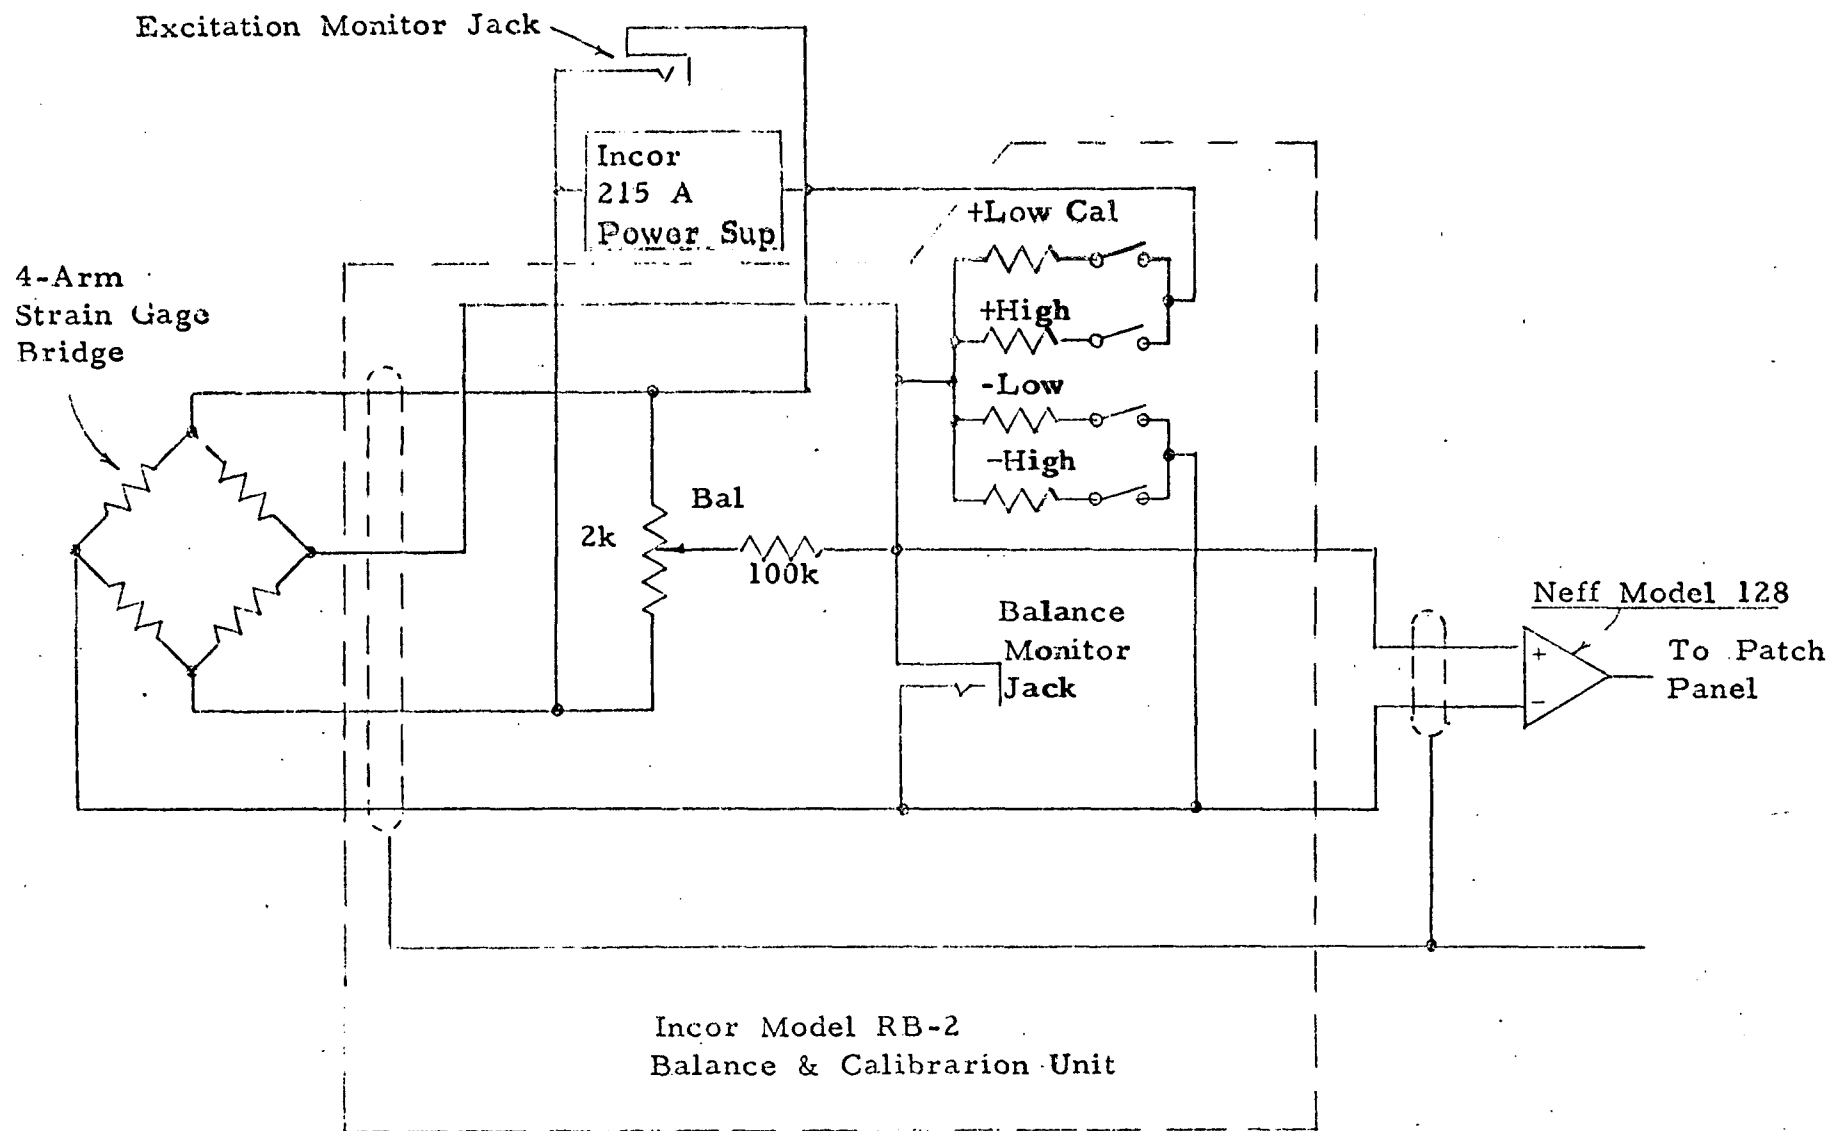 Excitation Monitor Jack
Incor
215 A
Power Sup
+Low Cal
+High
-Low
-High
4-Arm
Strain Gage
Bridge
Bal
2k
100k
Balance
Monitor
Jack
Neff Model 128
+
-
To Patch
Panel
Incor Model RB-2
Balance & Calibrarion Unit